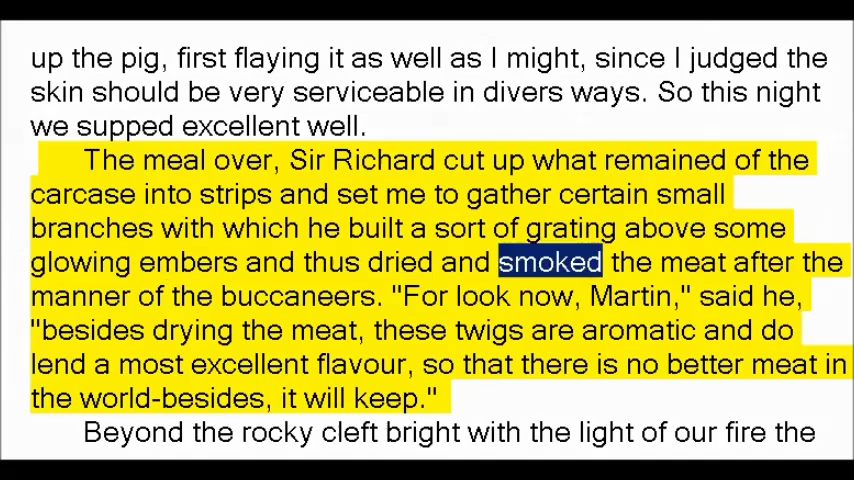 up the pig, first flaying it as well as I might, since I judged the
skin should be very serviceable in divers ways. So this night
we supped excellent well.
The meal over, Sir Richard cut up what remained of the
carcase into strips and set me to gather certain small
branches with which he built a sort of grating above some
glowing embers and thus dried and smoked the meat after the
manner of the buccaneers. "For look now, Martin," said he,
"besides drying the meat, these twigs are aromatic and do
lend a most excellent flavour, so that there is no better meat in
the world-besides, it will keep."
Beyond the rocky cleft bright with the light of our fire the